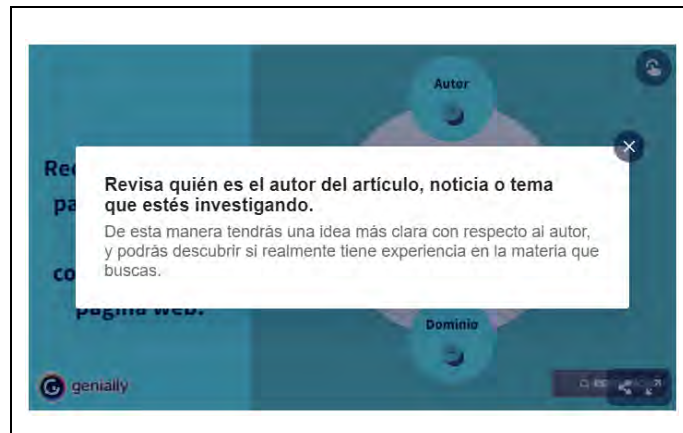 Autor
Revisa quién es el autor del artículo, noticia o tema
que estés investigando.
De esta manera tendrás una idea más clara con respecto al autor,
y podrás descubrir si realmente tiene experiencia en la materia que
buscas.
página web.
Dominio
genially